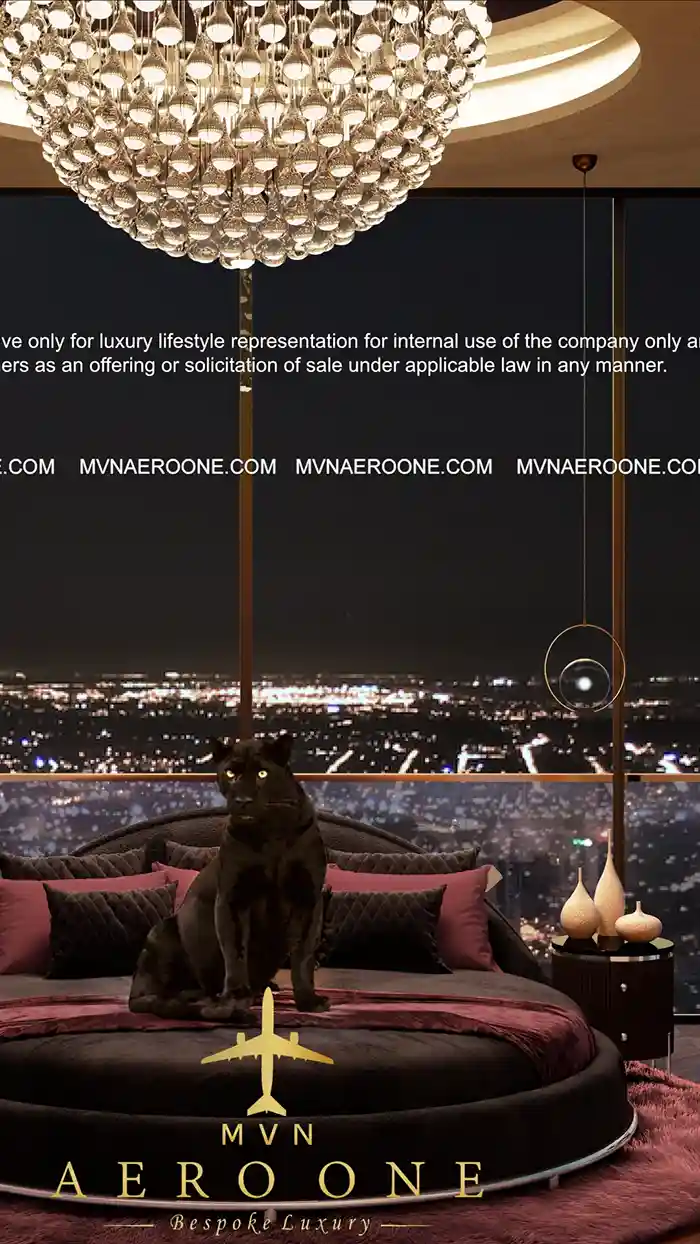 ve only for luxury lifestyle representation for internal use of the company only a
ers as an offering or solicitation of sale under applicable law in any manner.
E.COM MVNAEROONE.COM MVNAEROONE.COM MVNAEROONE.CO
MVN
AERO ONE
Bespoke Luxury